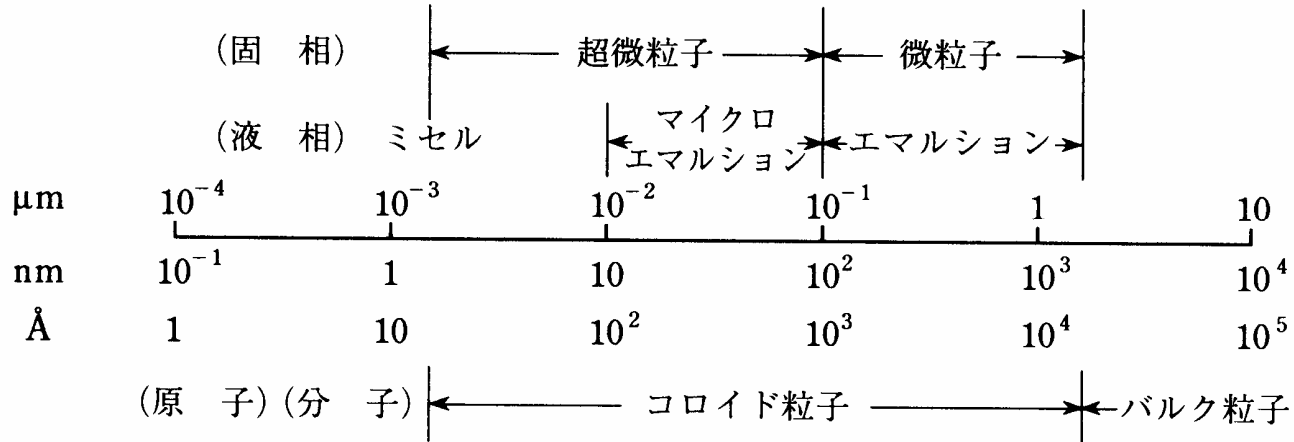 (固 相) 超微粒子 微粒子
(液 相) ミセル マイクロエマルション エマルション
μm 10⁻⁴ 10⁻³ 10⁻² 10⁻¹ 1 10
nm 10⁻¹ 1 10 10² 10³ 10⁴
Å 1 10 10² 10³ 10⁴ 10⁵
(原 子)(分 子) コロイド粒子 バルク粒子